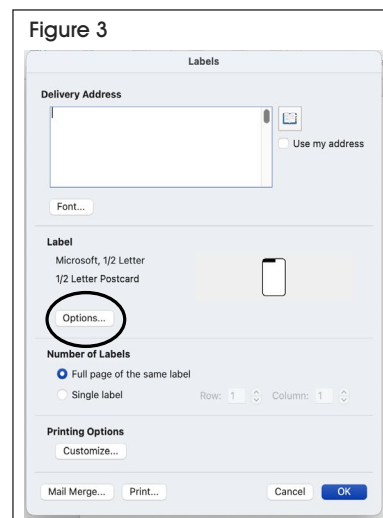 Figure 3
Labels
Delivery Address
Use my address
Font...
Label
Microsoft, 1/2 Letter
1/2 Letter Postcard
Options...
Number of Labels
Full page of the same label
Single label
Row: 1 Column: 1
Printing Options
Customize...
Mail Merge... Print... Cancel OK